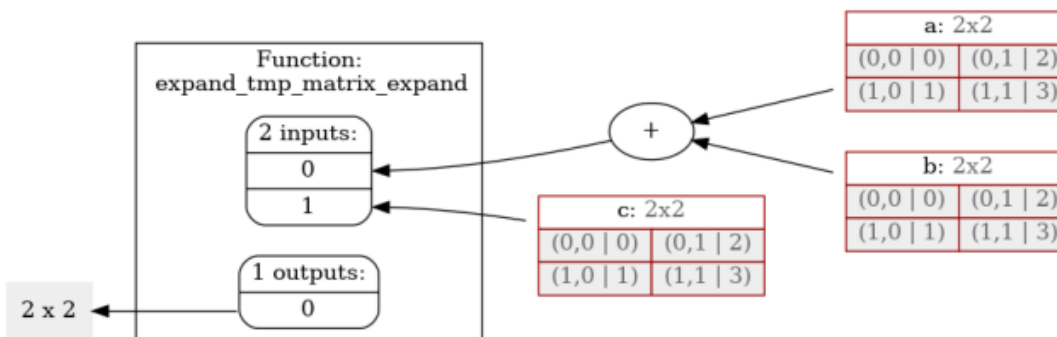 Function:
expand_tmp_matrix_expand
2 inputs:
0
1
1 outputs:
0
2 x 2
+
a: 2x2
(0,0 | 0) (0,1 | 2)
(1,0 | 1) (1,1 | 3)
b: 2x2
(0,0 | 0) (0,1 | 2)
(1,0 | 1) (1,1 | 3)
c: 2x2
(0,0 | 0) (0,1 | 2)
(1,0 | 1) (1,1 | 3)